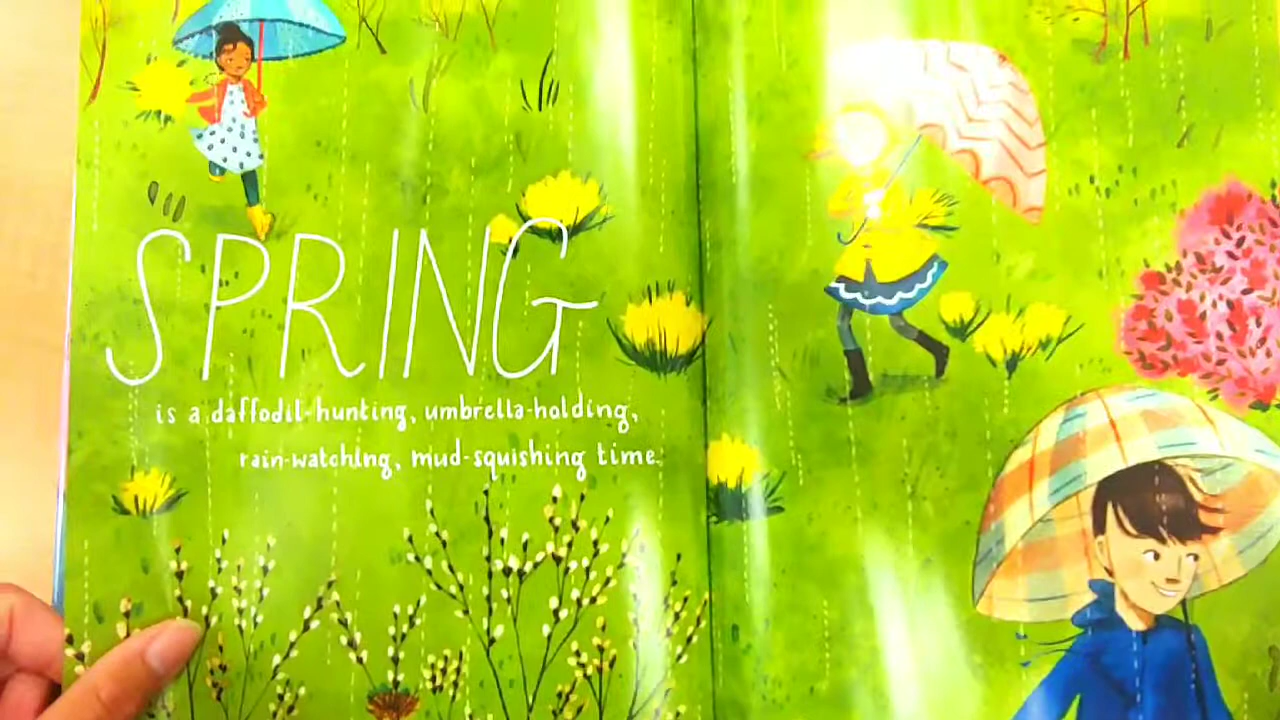 SPRING
is a daffodil-hunting, umbrella-holding,
rain-watching, mud-squishing time.